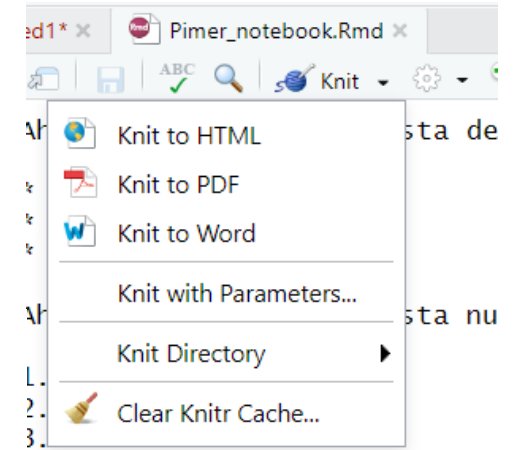 ed1* × Pimer_notebook.Rmd ×
ABC Knit
Ah sta de
Knit to HTML
Knit to PDF
*
Knit to Word
*
*
Knit with Parameters...
Ah sta nu
Knit Directory
1.
2. Clear Knitr Cache...
3.